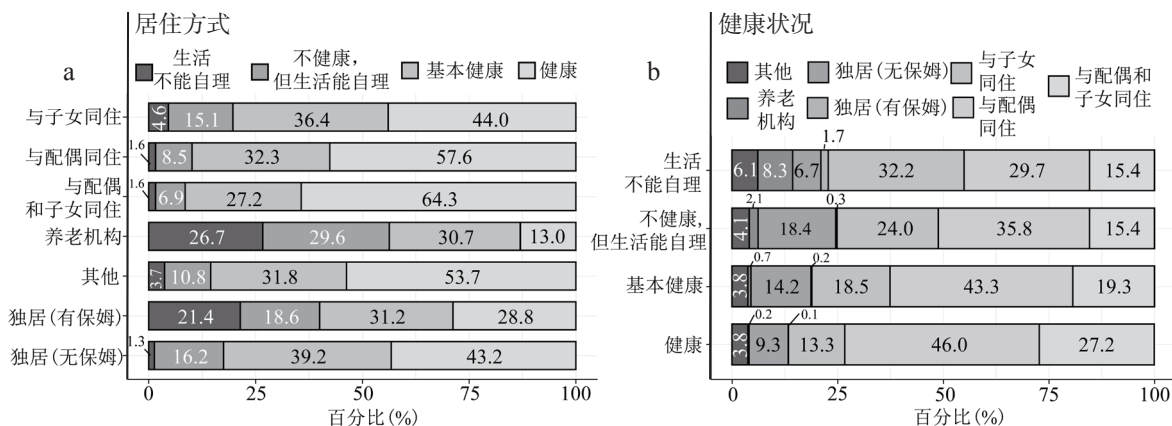 居住方式
a
生活
不能自理
不健康，
但生活能自理
基本健康
健康
与子女同住
4.6 15.1 36.4 44.0
与配偶同住
1.6 8.5 32.3 57.6
与配偶
和子女同住
1.6 6.9 27.2 64.3
养老机构
26.7 29.6 30.7 13.0
其他
3.7 10.8 31.8 53.7
独居(有保姆)
21.4 18.6 31.2 28.8
独居(无保姆)
1.3 16.2 39.2 43.2
0 25 50 75 100
百分比(%)
健康状况
b
其他
独居(无保姆)
与子女
同住
与配偶和
子女同住
养老
机构
独居(有保姆)
与配偶
同住
1.7
生活
不能自理
6.1 8.3 6.7 32.2 29.7 15.4
2.1 0.3
不健康，
但生活能自理
4.1 18.4 24.0 35.8 15.4
0.7 0.2
基本健康
3.8 14.2 18.5 43.3 19.3
0.2 0.1
健康
3.8 9.3 13.3 46.0 27.2
0 25 50 75 100
百分比(%)